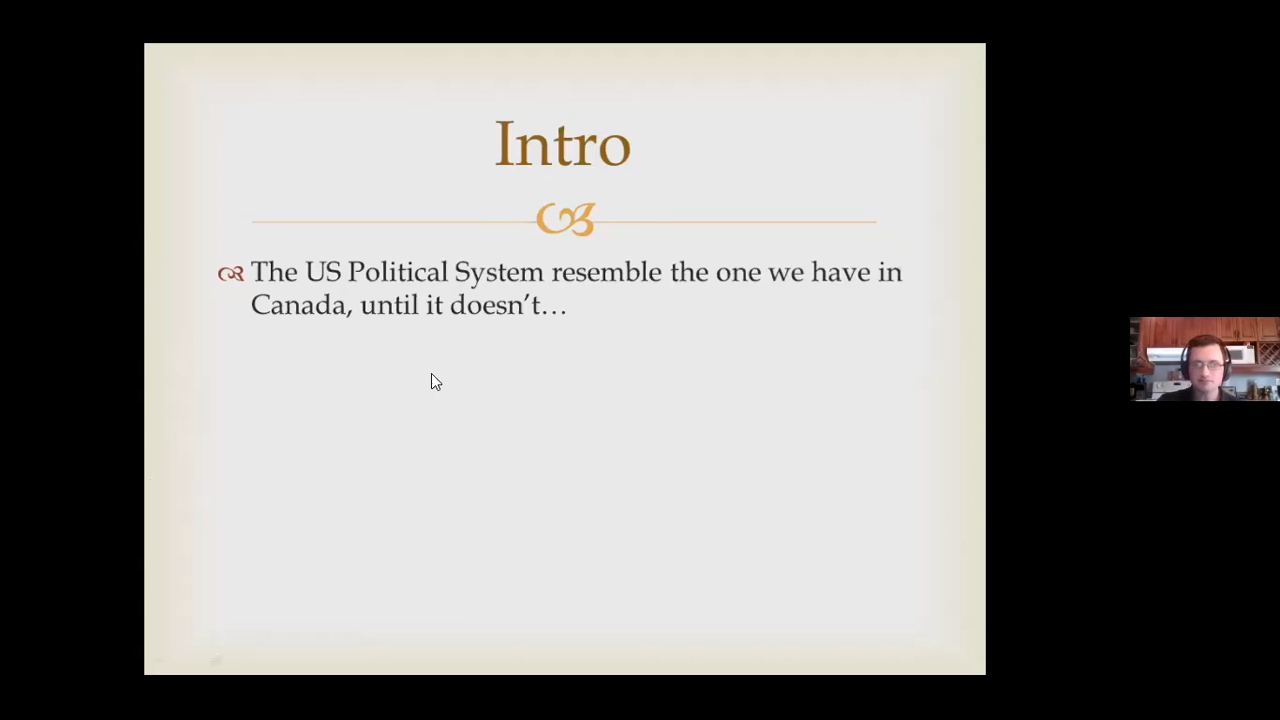 Intro
The US Political System resemble the one we have in
Canada, until it doesn’t…